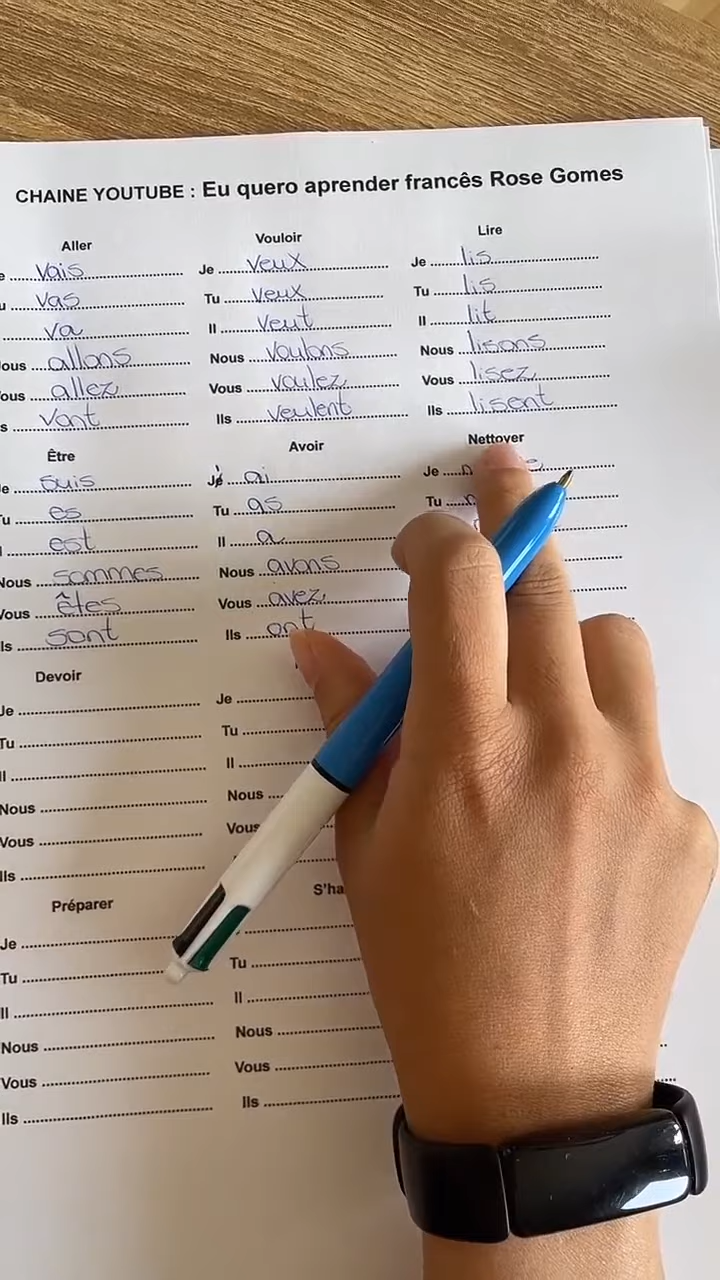 CHAINE YOUTUBE : Eu quero aprender francês Rose Gomes
Aller
vais
vas
va
allons
allez
vont
Vouloir
Je veux
Tu veux
Il veut
Nous voulons
Vous voulez
Ils veulent
Lire
Je lis
Tu lis
Il lit
Nous lisons
Vous lisez
Ils lisent
Être
suis
es
est
Nous sommes
Vous êtes
Ils sont
Avoir
J' ai
Tu as
Il a
Nous avons
Vous avez
Ils ont
Nettoyer
Je
Tu
Devoir
Je
Tu
Il
Nous
Vous
Ils
Je
Tu
Il
Nous
Vous
Préparer
Je
Tu
Il
Nous
Vous
Ils
S'ha
Tu
Il
Nous
Vous
Ils